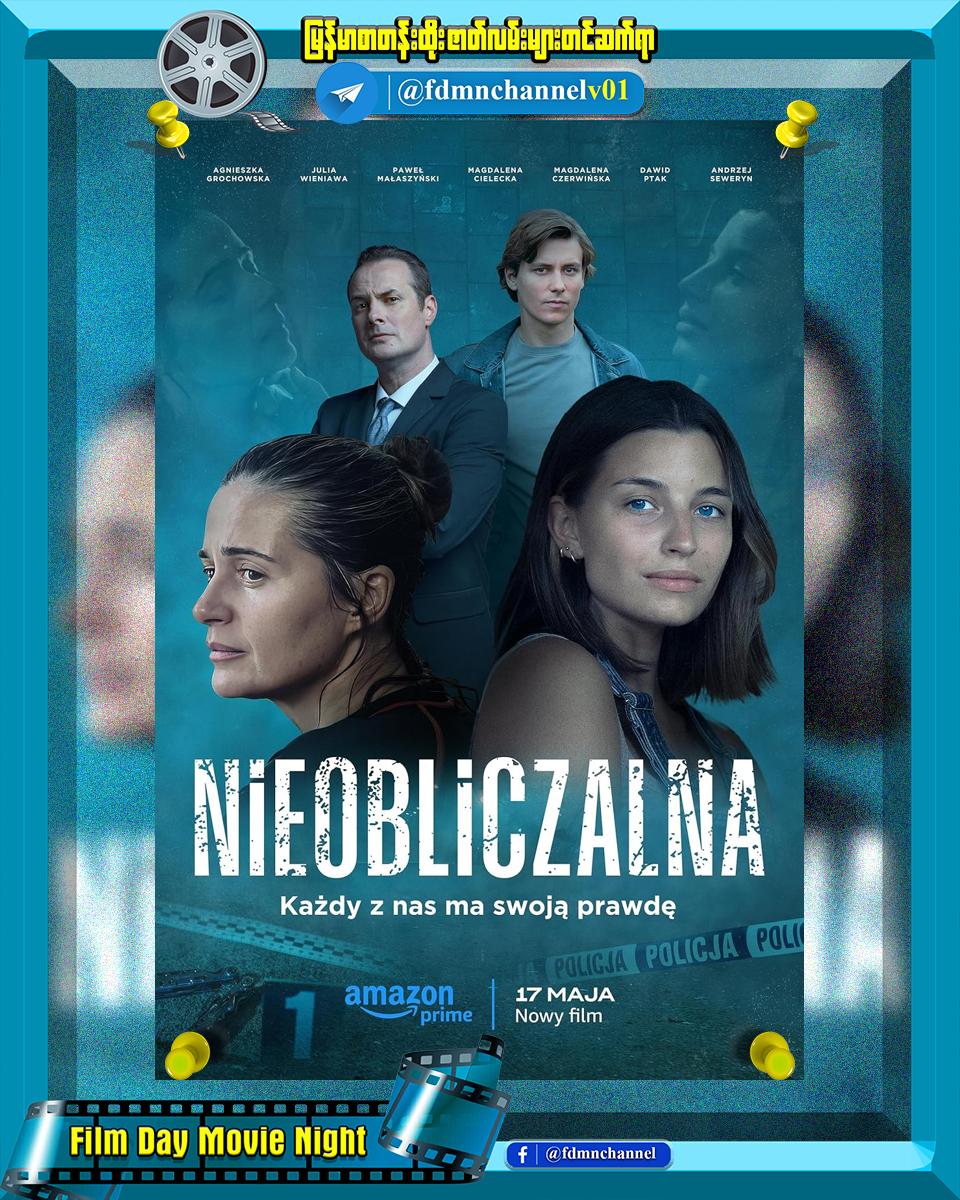 မြန်မာစာတန်းထိုးဇာတ်လမ်းများတင်ဆက်ရာ
@fdmnchannelv01
AGNIESZKA GROCHOWSKA
JULIA WIENIAWA
PAWEŁ MAŁASZYŃSKI
MAGDALENA CIELECKA
MAGDALENA CZERWIŃSKA
DAWID PTAK
ANDRZEJ SEWERYN
NiEOBLiCZALNA
Każdy z nas ma swoją prawdę
POLICJA POLICJA POLIC
amazon prime
17 MAJA
Nowy film
1
Film Day Movie Night
f @fdmnchannel